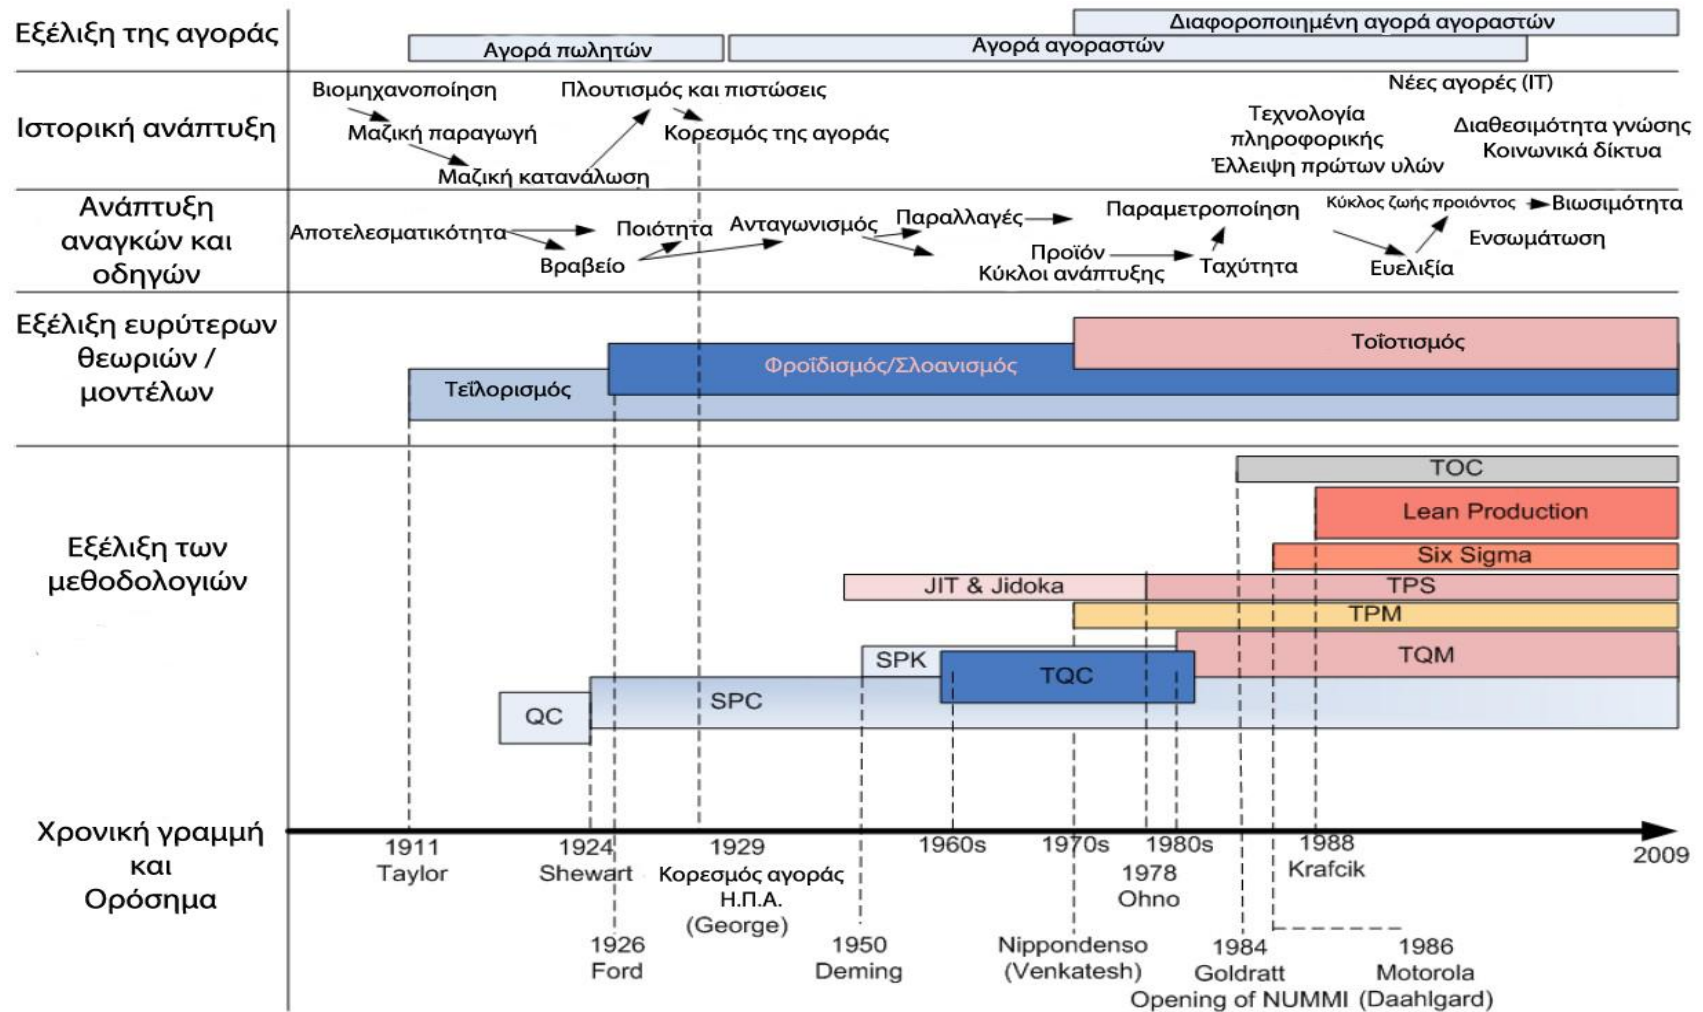 Εξέλιξη της αγοράς
Διαφοροποιημένη αγορά αγοραστών
Αγορά πωλητών
Αγορά αγοραστών
Ιστορική ανάπτυξη
Βιομηχανοποίηση
Μαζική παραγωγή
Μαζική κατανάλωση
Πλουτισμός και πιστώσεις
Κορεσμός της αγοράς
Νέες αγορές (IT)
Τεχνολογία
πληροφορικής
Έλλειψη πρώτων υλών
Διαθεσιμότητα γνώσης
Κοινωνικά δίκτυα
Ανάπτυξη
αναγκών και
οδηγών
Αποτελεσματικότητα
Βραβείο
Ποιότητα
Ανταγωνισμός
Παραλλαγές
Προϊόν
Κύκλοι ανάπτυξης
Παραμετροποίηση
Ταχύτητα
Κύκλος ζωής προιόντος
Βιωσιμότητα
Ενσωμάτωση
Ευελιξία
Εξέλιξη ευρύτερων
θεωριών /
μοντέλων
Τοϊοτισμός
Φροϊδισμός/Σλοανισμός
Τεϊλορισμός
Εξέλιξη των
μεθοδολογιών
TOC
Lean Production
Six Sigma
JIT & Jidoka
TPS
TPM
SPK
TQC
TQM
QC
SPC
Χρονική γραμμή
και
Ορόσημα
1911
Taylor
1924
Shewart
1926
Ford
1929
Κορεσμός αγοράς
Η.Π.Α.
(George)
1950
Deming
1960s
1970s
Nippondenso
(Venkatesh)
1978
Ohno
1980s
1984
Goldratt
Opening of NUMMI
1986
Motorola
(Daahlgard)
1988
Krafcik
2009